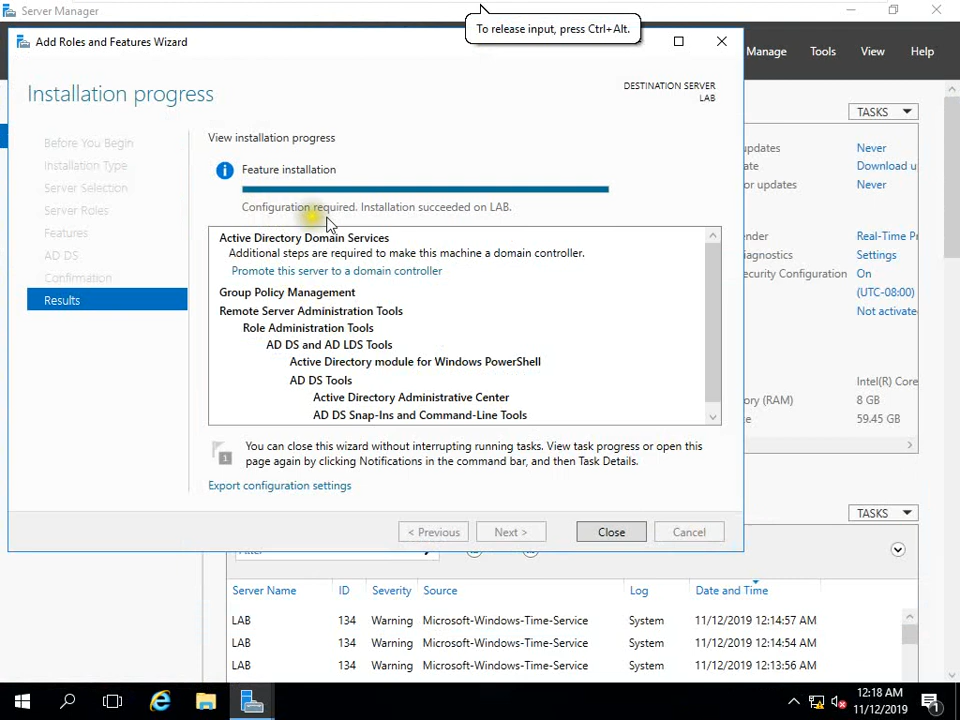 Server Manager
To release input, press Ctrl+Alt.
Add Roles and Features Wizard
Manage
Tools
View
Help
Installation progress
DESTINATION SERVER
LAB
TASKS
Before You Begin
Installation Type
Server Selection
Server Roles
Features
AD DS
Confirmation
Results
View installation progress
Feature installation
Configuration required. Installation succeeded on LAB.
Active Directory Domain Services
Additional steps are required to make this machine a domain controller.
Promote this server to a domain controller
Group Policy Management
Remote Server Administration Tools
Role Administration Tools
AD DS and AD LDS Tools
Active Directory module for Windows PowerShell
AD DS Tools
Active Directory Administrative Center
AD DS Snap-Ins and Command-Line Tools
1
You can close this wizard without interrupting running tasks. View task progress or open this
page again by clicking Notifications in the command bar, and then Task Details.
Export configuration settings
< Previous
Next >
Close
Cancel
updates
Never
ate
Download u
or updates
Never
ender
Real-Time Pr
agnostics
Settings
ecurity Configuration
On
(UTC-08:00)
Not activate
Intel(R) Core
ory (RAM)
8 GB
e
59.45 GB
TASKS
Server Name ID Severity Source Log Date and Time
LAB 134 Warning Microsoft-Windows-Time-Service System 11/12/2019 12:14:57 AM
LAB 134 Warning Microsoft-Windows-Time-Service System 11/12/2019 12:14:54 AM
LAB 134 Warning Microsoft-Windows-Time-Service System 11/12/2019 12:13:56 AM
12:18 AM
11/12/2019
1